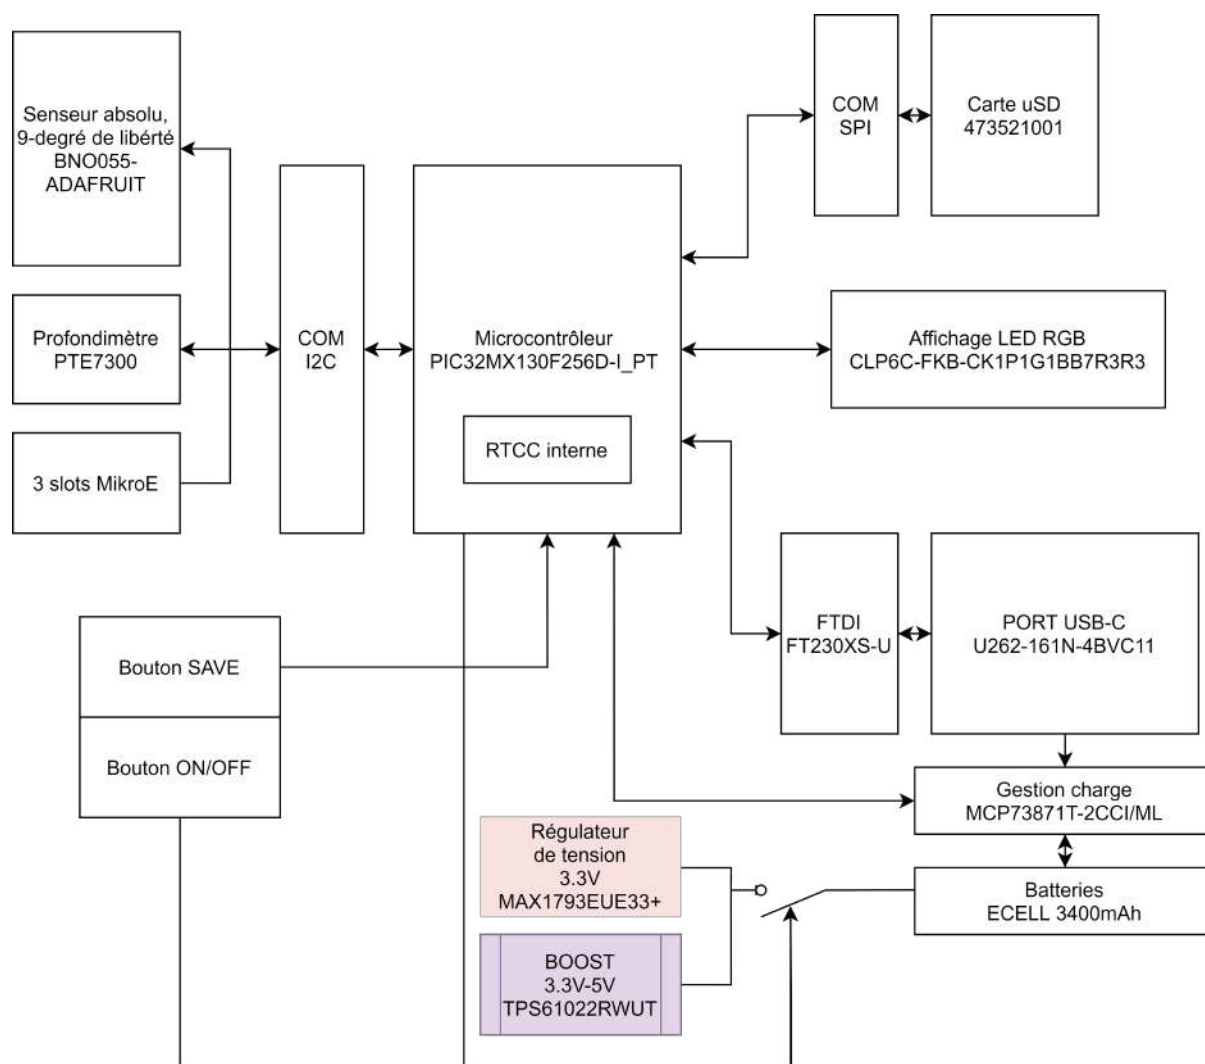 Senseur absolu,
9-degré de libérté
BNO055-
ADAFRUIT
Profondimètre
PTE7300
3 slots MikroE
COM
I2C
Microcontrôleur
PIC32MX130F256D-I_PT
RTCC interne
COM
SPI
Carte uSD
473521001
Affichage LED RGB
CLP6C-FKB-CK1P1G1BB7R3R3
FTDI
FT230XS-U
PORT USB-C
U262-161N-4BVC11
Bouton SAVE
Bouton ON/OFF
Gestion charge
MCP73871T-2CCI/ML
Régulateur
de tension
3.3V
MAX1793EUE33+
Batteries
ECELL 3400mAh
BOOST
3.3V-5V
TPS61022RWUT